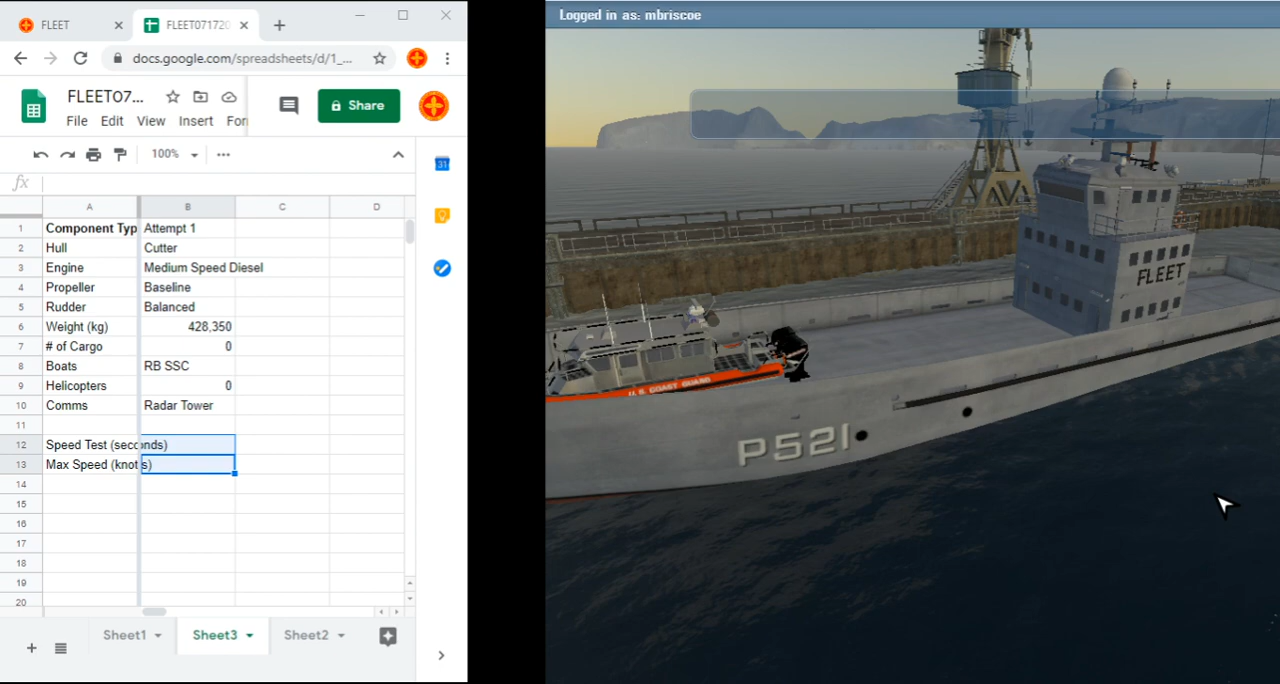 FLEET
FLEET071720
docs.google.com/spreadsheets/d/1_...
FLEET07...
Share
File Edit View Insert For
100%
fx
A B C D
1 Component Typ Attempt 1
2 Hull Cutter
3 Engine Medium Speed Diesel
4 Propeller Baseline
5 Rudder Balanced
6 Weight (kg) 428,350
7 # of Cargo 0
8 Boats RB SSC
9 Helicopters 0
10 Comms Radar Tower
11
12 Speed Test (seconds)
13 Max Speed (knots)
14
15
16
17
18
19
20
Sheet1 Sheet3 Sheet2
31
Logged in as: mbriscoe
FLEET
U.S. COAST GUARD
P521